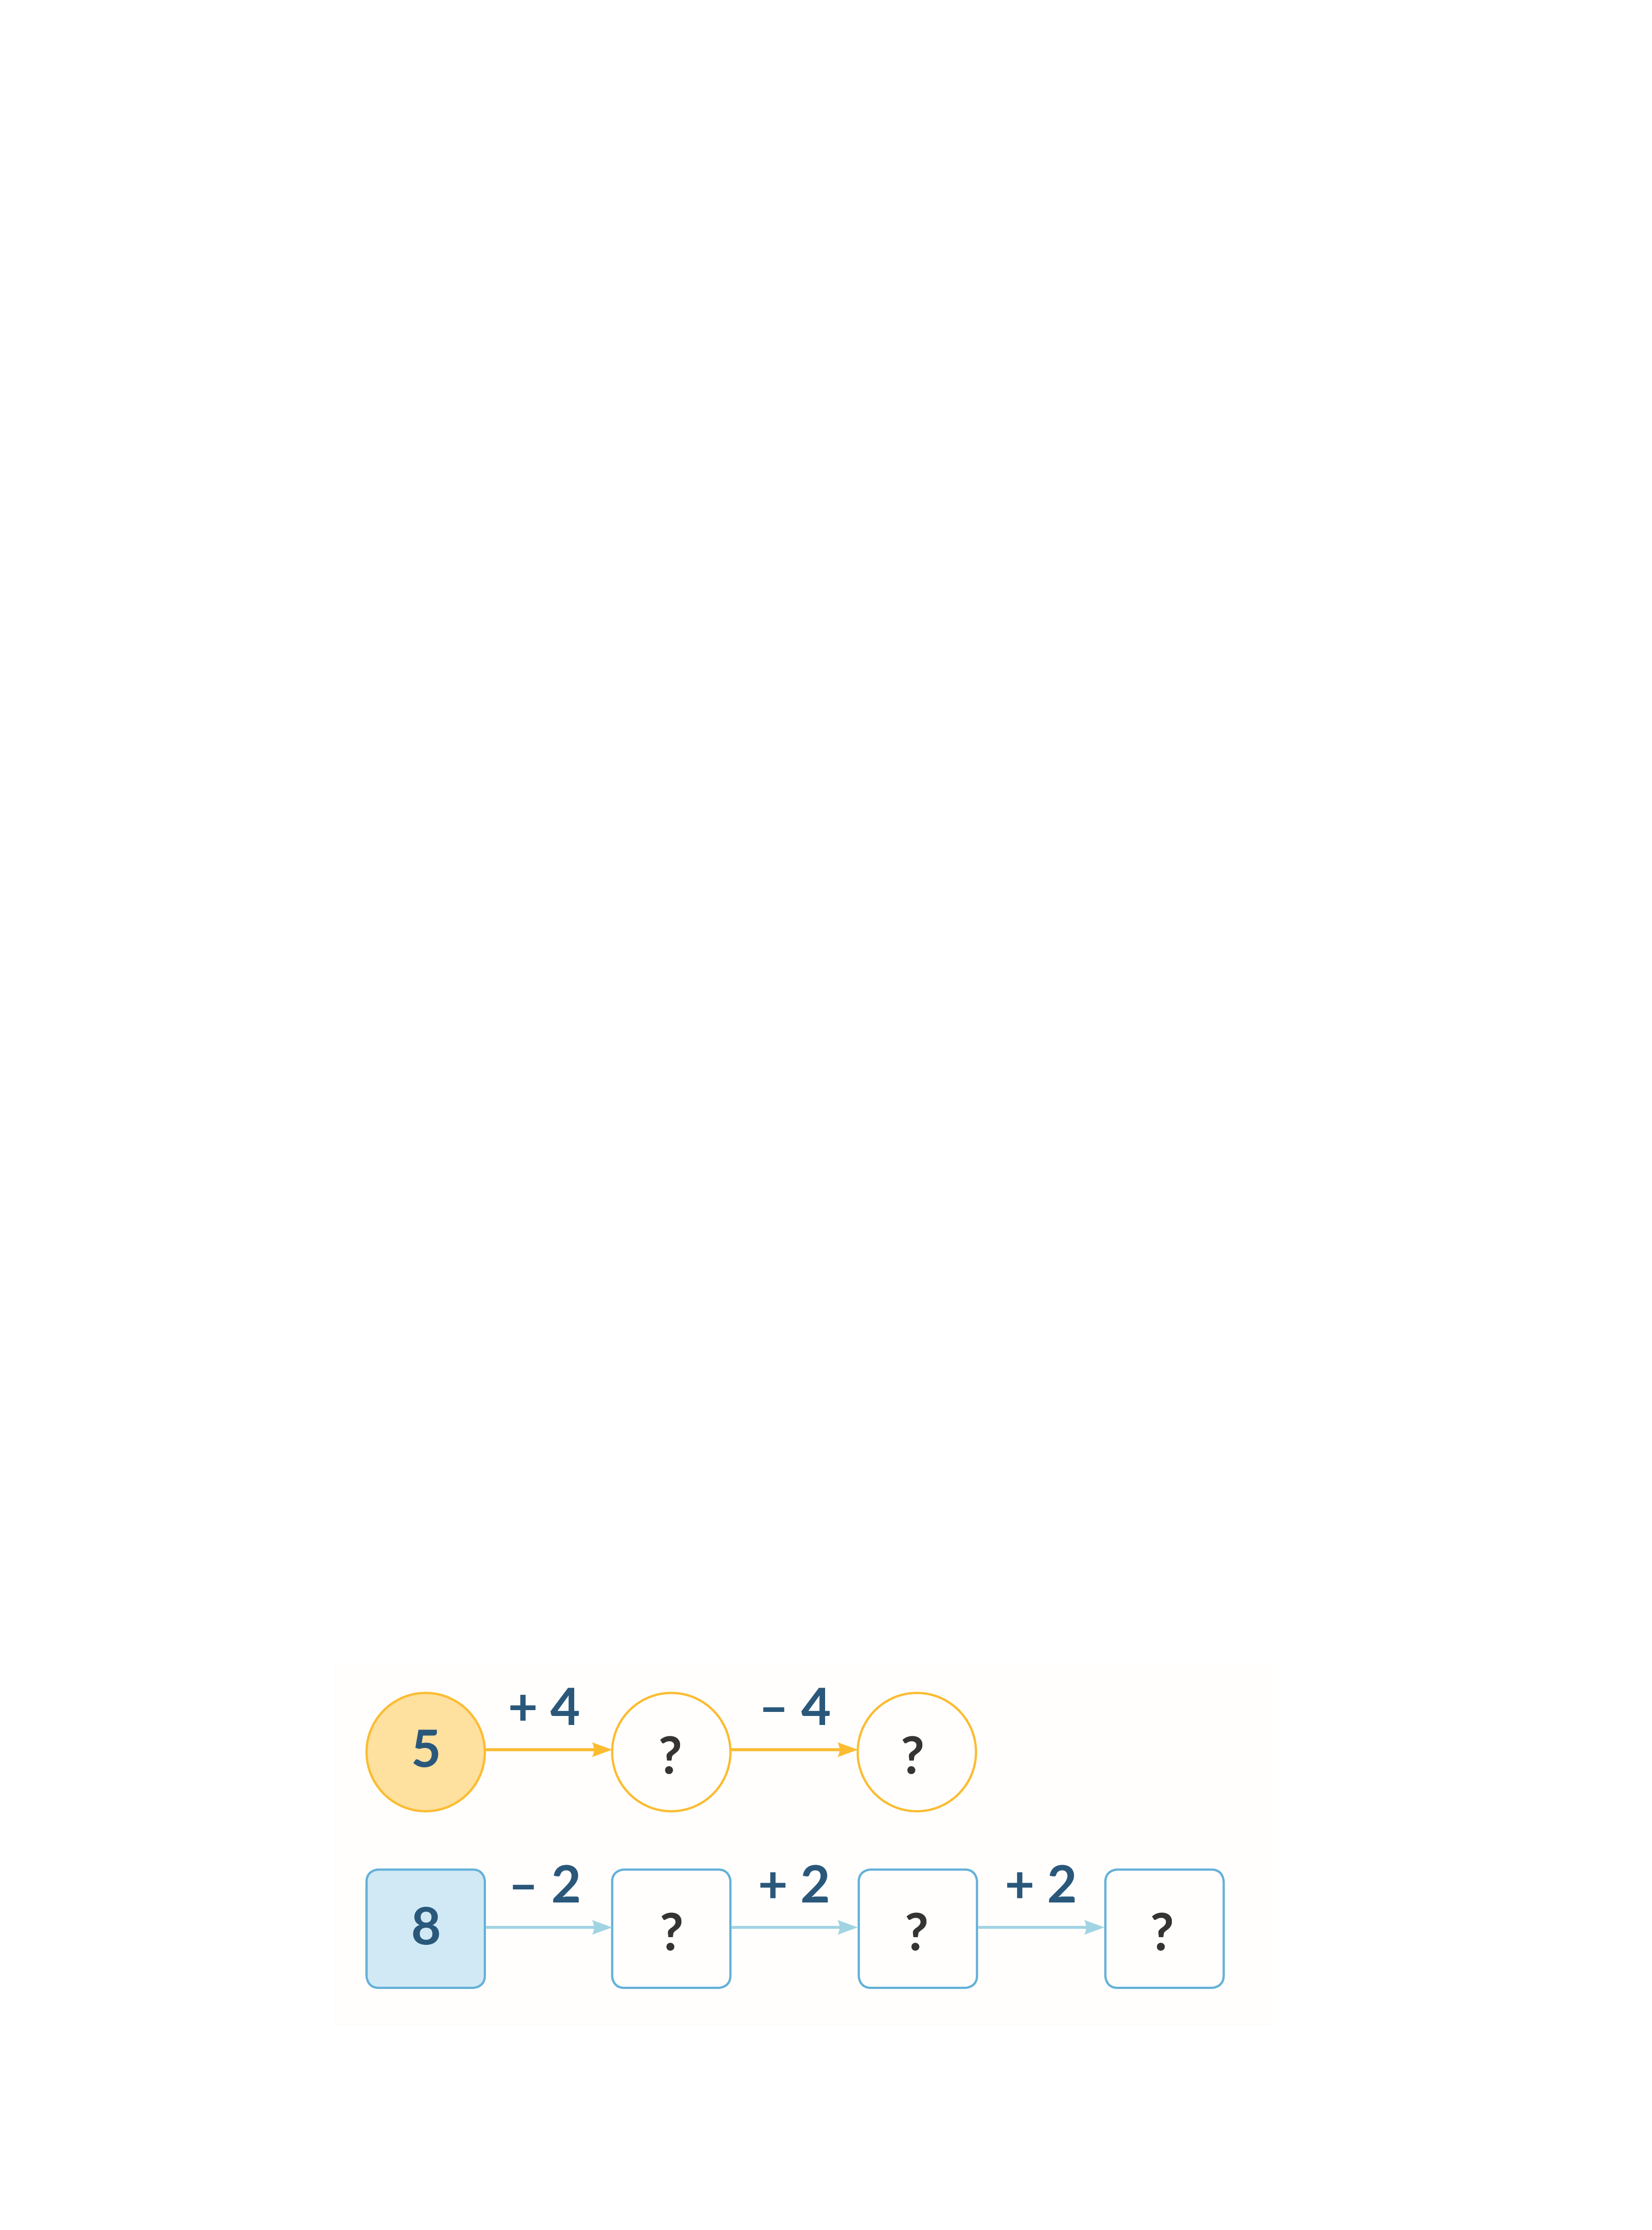 + 4 – 4
5 ? ?
– 2 + 2 + 2
8 ? ? ?